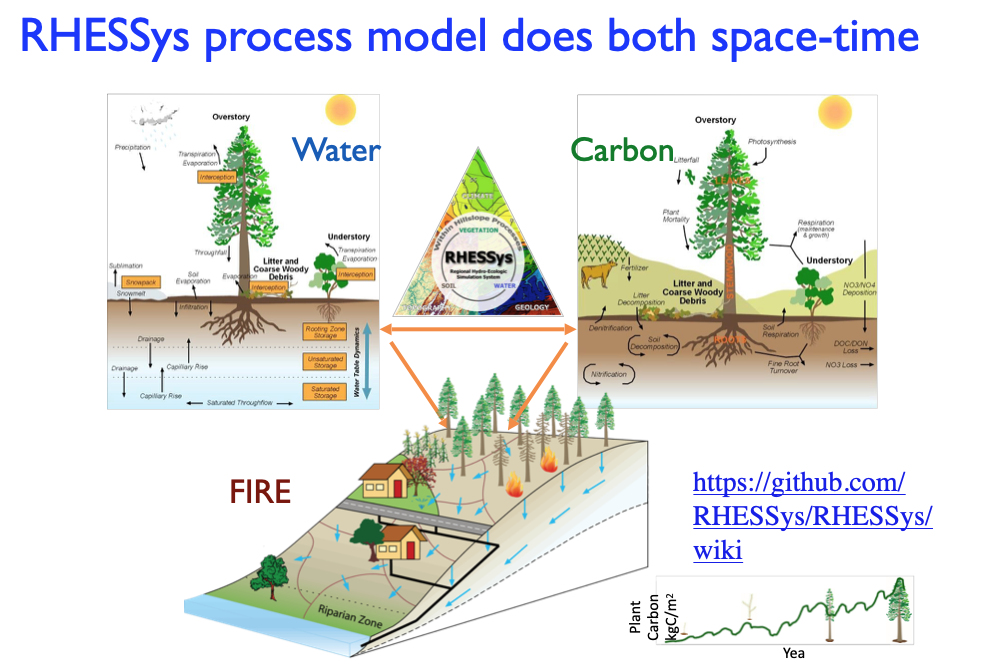 RHESSys process model does both space-time
Water
Overstory
Precipitation
Transpiration
Evaporation
Interception
Throughfall
Understory
Transpiration
Evaporation
Interception
Litter and
Coarse Woody
Debris
Sublimation
Snowpack
Snowmelt
Soil
Evaporation
Evaporation
Interception
Infiltration
Drainage
Capillary Rise
Drainage
Capillary Rise
Saturated Throughflow
Rooting Zone
Storage
Unsaturated
Storage
Saturated
Storage
Water Table Dynamics
Within Hillslope Processes
VEGETATION
RHESSys
Regional Hydro-Ecologic
Simulation System
SOIL
WATER
GEOLOGY
Carbon
Overstory
Photosynthesis
Litterfall
LEAVES
Plant
Mortality
Respiration
(maintenance
& growth)
Understory
Fertilizer
Litter
Decomposition
Litter and
Coarse Woody
Debris
STEM
NO3/NO4
Deposition
Denitrification
Soil
Decomposition
ROOTS
Soil
Respiration
Nitrification
Fine Root
Turnover
DOC/DON
Loss
NO3 Loss
FIRE
Riparian Zone
https://github.com/
RHESSys/RHESSys/
wiki
Plant
Carbon
kgC/m²
Yea